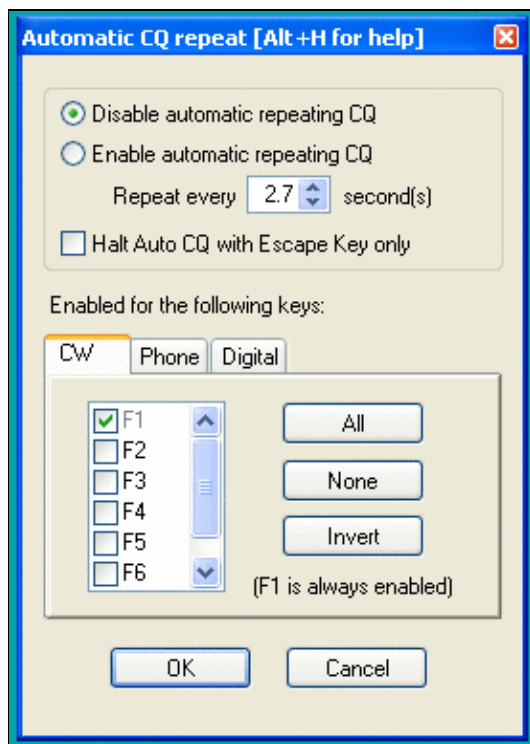 Automatic CQ repeat [Alt+H for help]
Disable automatic repeating CQ
Enable automatic repeating CQ
Repeat every 2.7 second(s)
Halt Auto CQ with Escape Key only
Enabled for the following keys:
CW Phone Digital
F1
F2
F3
F4
F5
F6
All
None
Invert
(F1 is always enabled)
OK Cancel